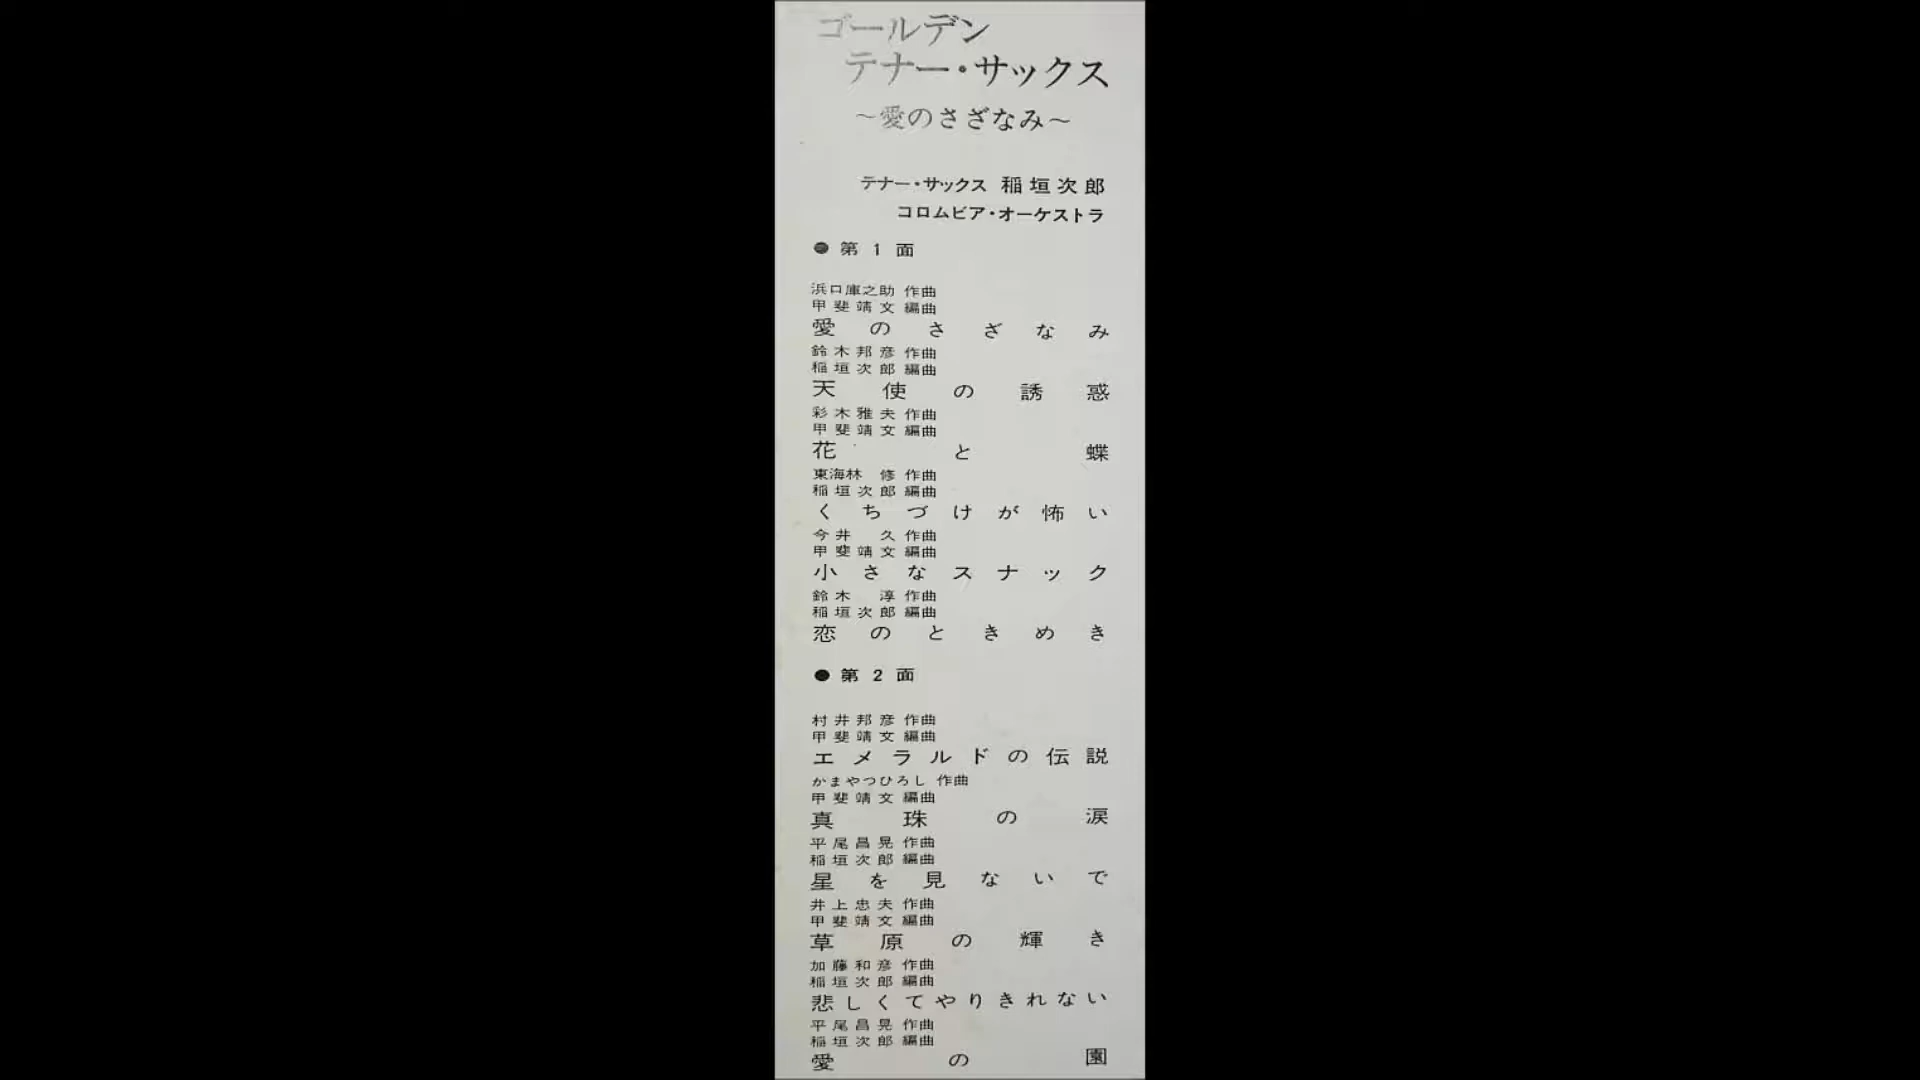 ゴールデン
テナー・サックス
～愛のさざなみ～
テナー・サックス 稲垣次郎
コロムビア・オーケストラ
● 第1面
浜口庫之助 作曲
甲斐靖文 編曲
愛のさざなみ
鈴木邦彦 作曲
稲垣次郎 編曲
天使の誘惑
彩木雅夫 作曲
甲斐靖文 編曲
花と蝶
東海林 修 作曲
稲垣次郎 編曲
くちづけが怖い
今井 久 作曲
甲斐靖文 編曲
小さなスナック
鈴木 淳 作曲
稲垣次郎 編曲
恋のときめき
● 第2面
村井邦彦 作曲
甲斐靖文 編曲
エメラルドの伝説
かまやつひろし 作曲
甲斐靖文 編曲
真珠の涙
平尾昌晃 作曲
稲垣次郎 編曲
星を見ないで
井上忠夫 作曲
甲斐靖文 編曲
草原の輝き
加藤和彦 作曲
稲垣次郎 編曲
悲しくてやりきれない
平尾昌晃 作曲
稲垣次郎 編曲
愛の園